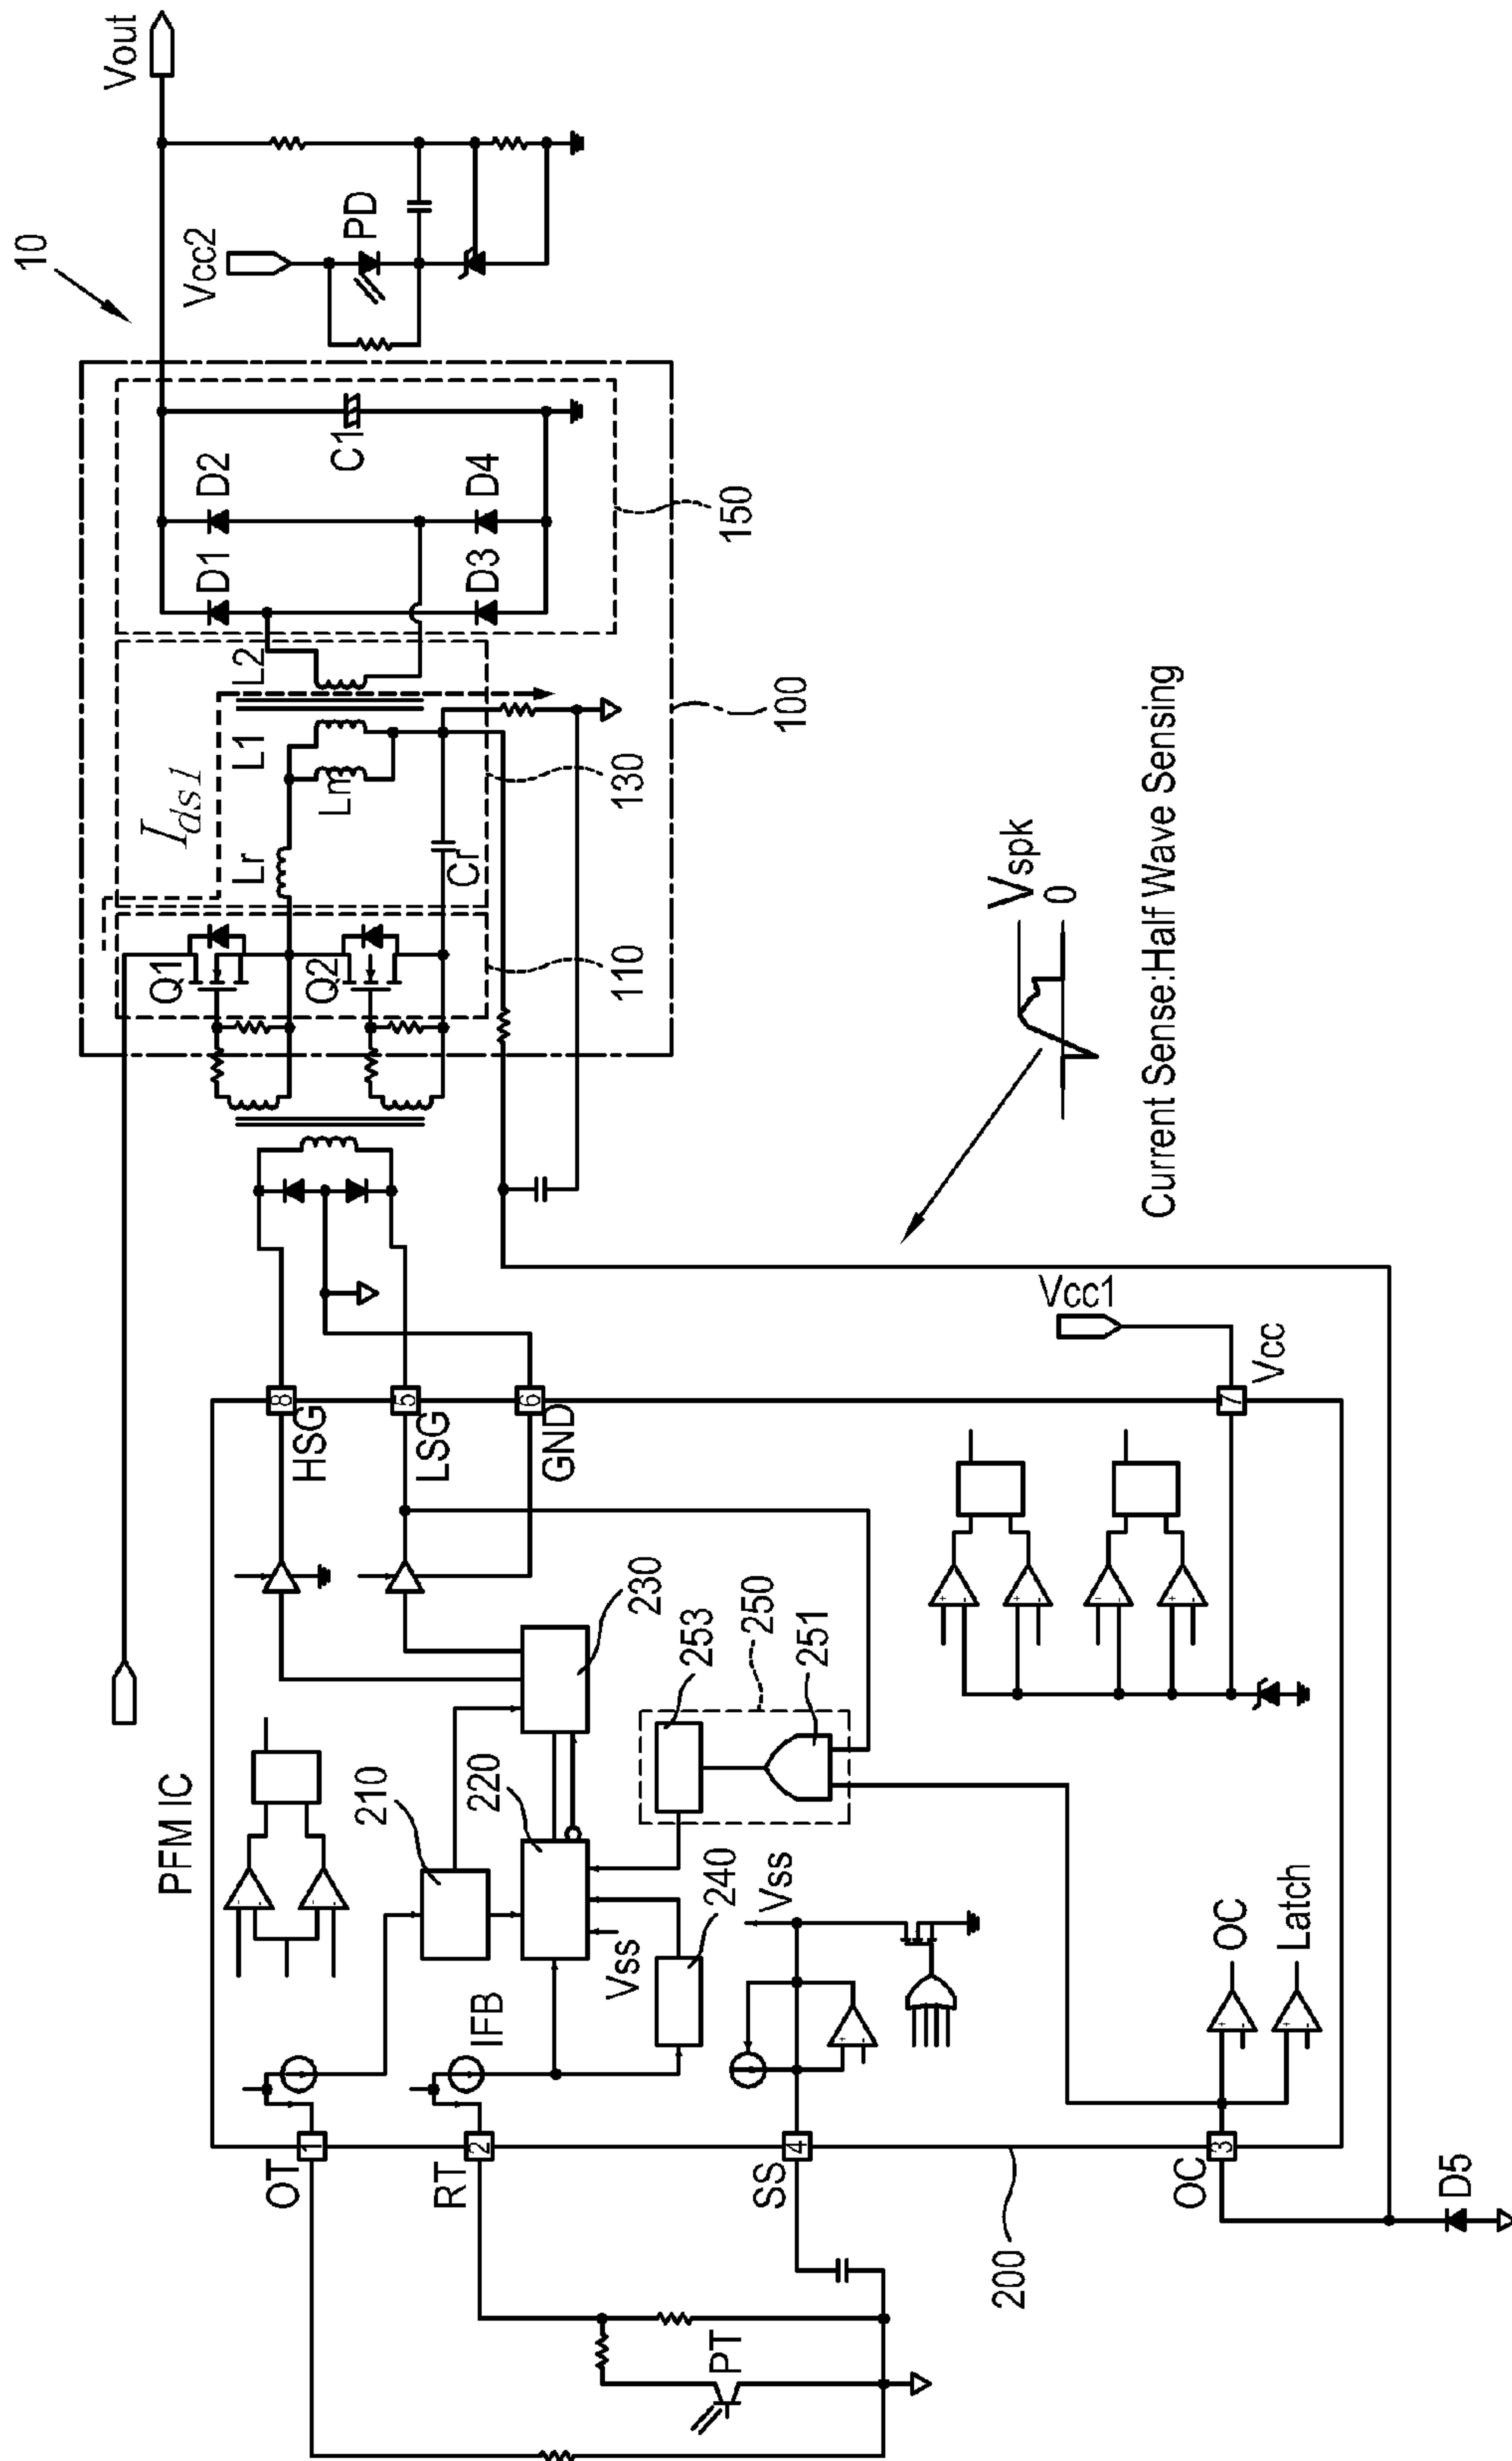 10
Vout
Vcc2
PD
D1
D2
C1
D3
D4
150
100
L2
L1
Lm
Ids1
Lr
Cr
130
Q1
Q2
110
Vspk
0
Current Sense:Half Wave Sensing
PFM IC
8
HSG
5
LSG
6
GND
7
Vcc
Vcc1
210
220
230
253
250
251
240
Vss
Vss
IFB
OC
Latch
1
OT
2
RT
4
SS
3
OC
200
PT
D5